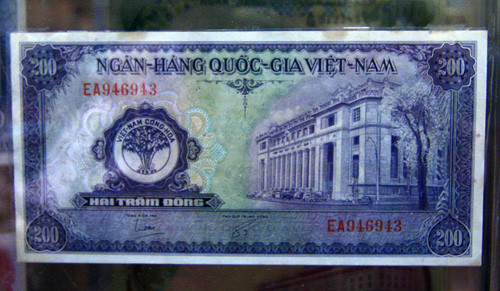 200
200
NGÂN-HÀNG QUỐC-GIA VIỆT-NAM
EA946943
VIỆT-NAM CỘNG-HÒA
HAI TRĂM ĐỒNG
EA946943
200
200